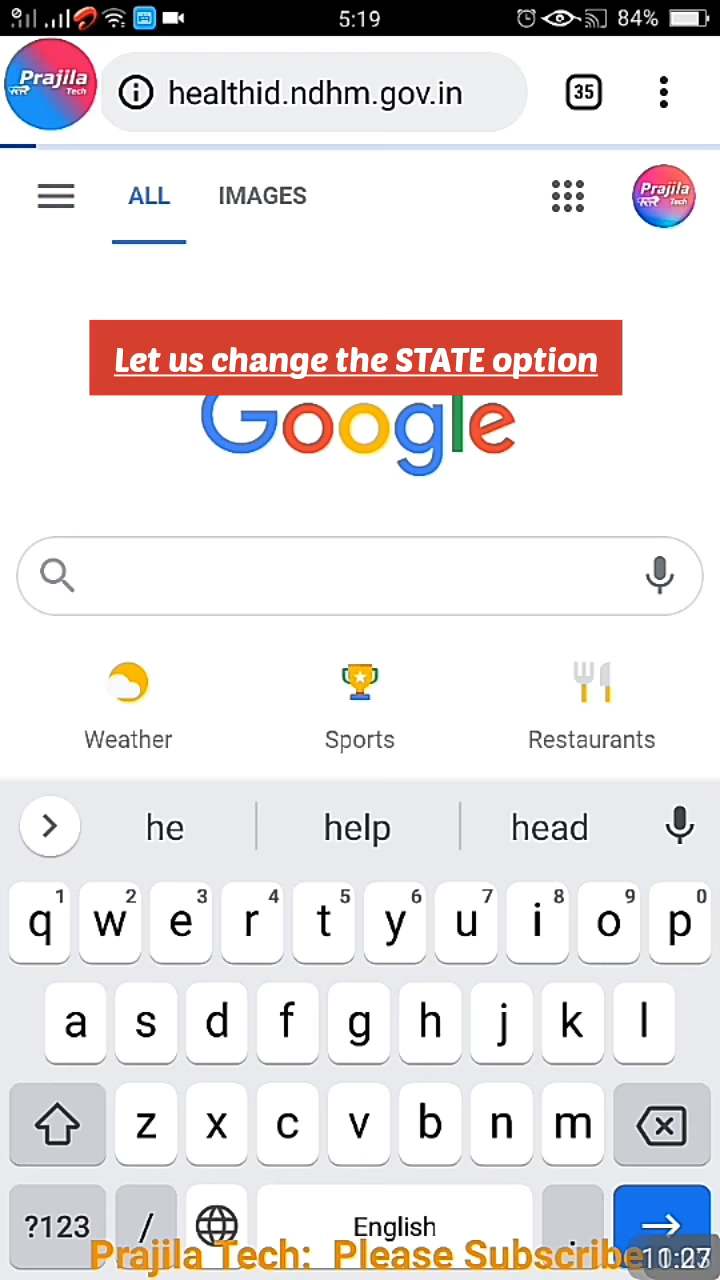 5:19
84%
Prajila
Tech
healthid.ndhm.gov.in
35
ALL IMAGES
Prajila
Tech
Let us change the STATE option
Google
Weather Sports Restaurants
he help head
q1 w2 e3 r4 t5 y6 u7 i8 o9 p0
a s d f g h j k l
z x c v b n m
?123 / English .
Prajila Tech: Please Subscribe